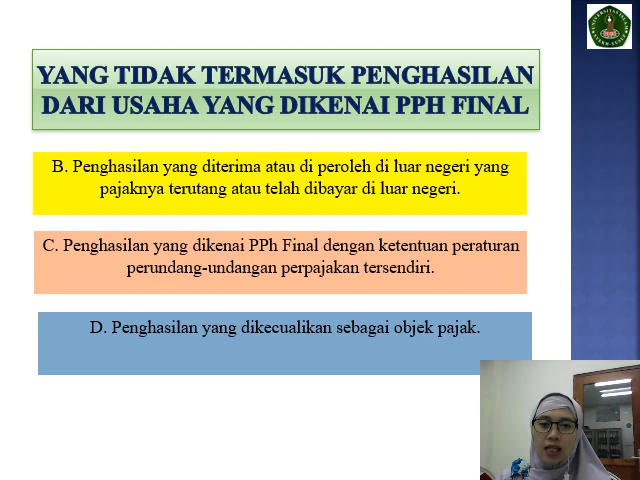 YANG TIDAK TERMASUK PENGHASILAN
DARI USAHA YANG DIKENAI PPH FINAL
B. Penghasilan yang diterima atau di peroleh di luar negeri yang
pajaknya terutang atau telah dibayar di luar negeri.
C. Penghasilan yang dikenai PPh Final dengan ketentuan peraturan
perundang-undangan perpajakan tersendiri.
D. Penghasilan yang dikecualikan sebagai objek pajak.